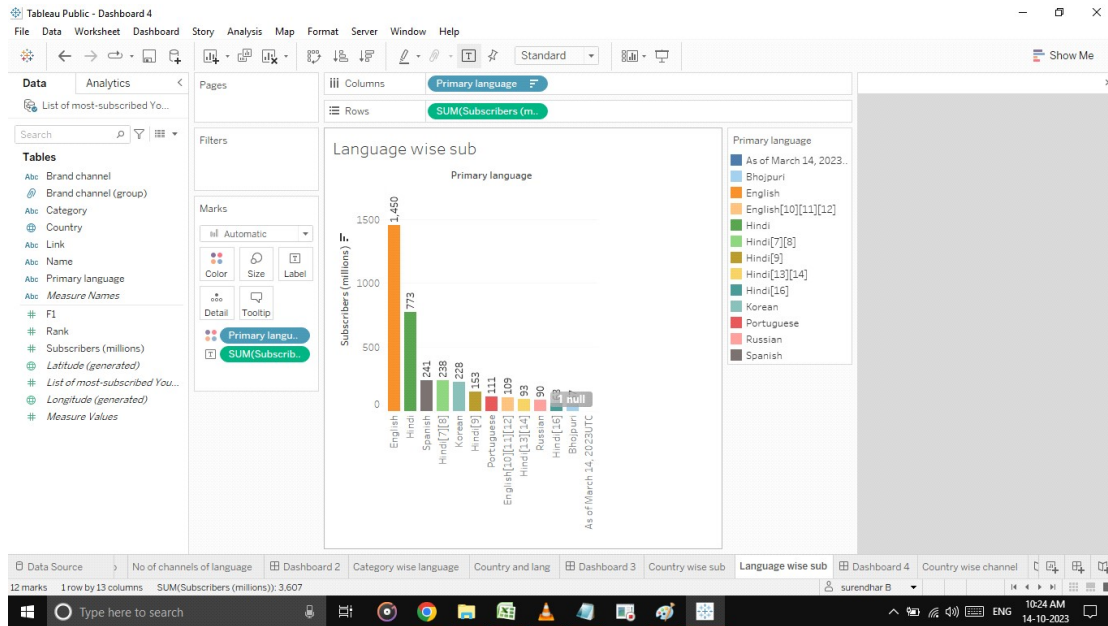 Tableau Public - Dashboard 4
File Data Worksheet Dashboard Story Analysis Map Format Server Window Help
Standard
Show Me
Data Analytics
List of most-subscribed Yo...
Search
Tables
Abc Brand channel
Brand channel (group)
Abc Category
Country
Abc Link
Abc Name
Abc Primary language
Abc Measure Names
# F1
# Rank
# Subscribers (millions)
Latitude (generated)
# List of most-subscribed You...
Longitude (generated)
# Measure Values
Pages
Filters
Marks
Automatic
Color Size Label
Detail Tooltip
Primary langu..
SUM(Subscrib..
Columns Primary language
Rows SUM(Subscribers (m..
Language wise sub
Primary language
Subscribers (millions)
1500
1000
500
0
1,450
773
241
238
228
153
111
109
93
90
63
1 null
English
Hindi
Spanish
Hindi[7][8]
Korean
Hindi[9]
Portuguese
English[10][11][12]
Hindi[13][14]
Russian
Hindi[16]
Bhojpuri
As of March 14, 2023UTC
Primary language
As of March 14, 2023..
Bhojpuri
English
English[10][11][12]
Hindi
Hindi[7][8]
Hindi[9]
Hindi[13][14]
Hindi[16]
Korean
Portuguese
Russian
Spanish
Data Source No of channels of language Dashboard 2 Category wise language Country and lang Dashboard 3 Country wise sub Language wise sub Dashboard 4 Country wise channel
12 marks 1 row by 13 columns SUM(Subscribers (millions)): 3,607
surendhar B
Type here to search
ENG
10:24 AM
14-10-2023